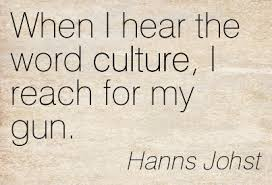 When I hear the
word culture, I
reach for my
gun.
Hanns Johst